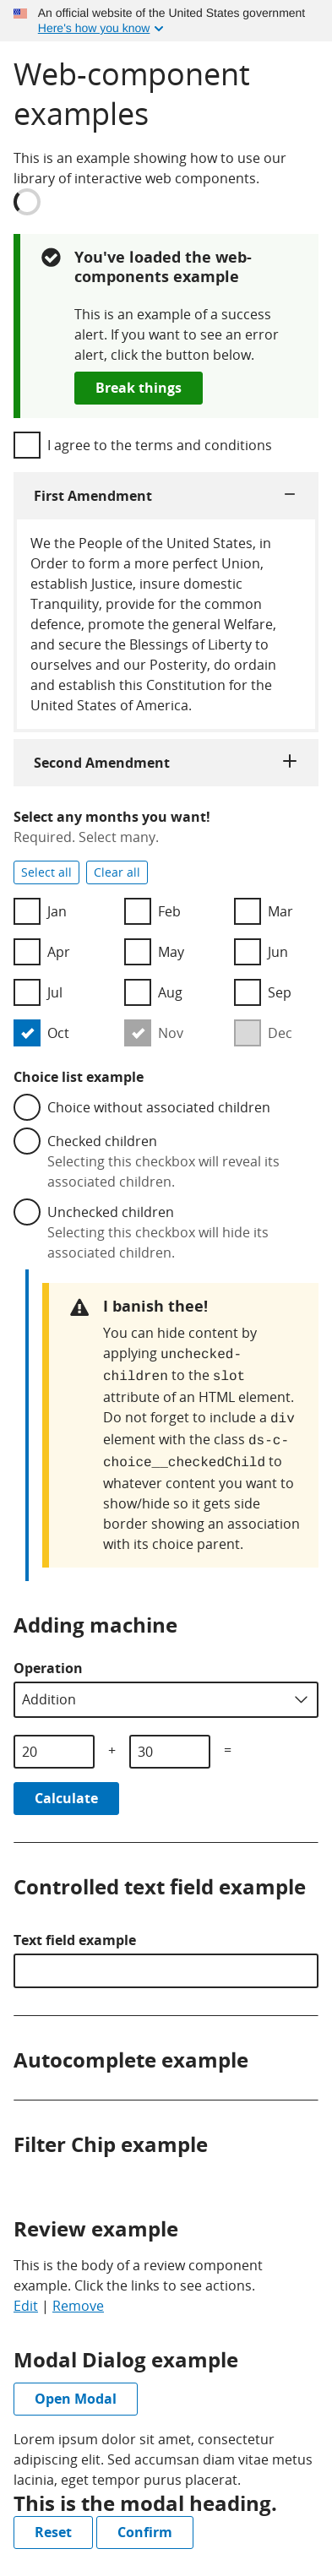 An official website of the United States government
Here's how you know
Web-component
examples
This is an example showing how to use our
library of interactive web components.
You've loaded the web-
components example
This is an example of a success
alert. If you want to see an error
alert, click the button below.
Break things
I agree to the terms and conditions
First Amendment
We the People of the United States, in
Order to form a more perfect Union,
establish Justice, insure domestic
Tranquility, provide for the common
defence, promote the general Welfare,
and secure the Blessings of Liberty to
ourselves and our Posterity, do ordain
and establish this Constitution for the
United States of America.
Second Amendment
Select any months you want!
Required. Select many.
Select all Clear all
Jan Feb Mar
Apr May Jun
Jul Aug Sep
Oct Nov Dec
Choice list example
Choice without associated children
Checked children
Selecting this checkbox will reveal its
associated children.
Unchecked children
Selecting this checkbox will hide its
associated children.
I banish thee!
You can hide content by
applying unchecked-
children to the slot
attribute of an HTML element.
Do not forget to include a div
element with the class ds-c-
choice__checkedChild to
whatever content you want to
show/hide so it gets side
border showing an association
with its choice parent.
Adding machine
Operation
Addition
20 + 30 =
Calculate
Controlled text field example
Text field example
Autocomplete example
Filter Chip example
Review example
This is the body of a review component
example. Click the links to see actions.
Edit | Remove
Modal Dialog example
Open Modal
Lorem ipsum dolor sit amet, consectetur
adipiscing elit. Sed accumsan diam vitae metus
lacinia, eget tempor purus placerat.
This is the modal heading.
Reset Confirm